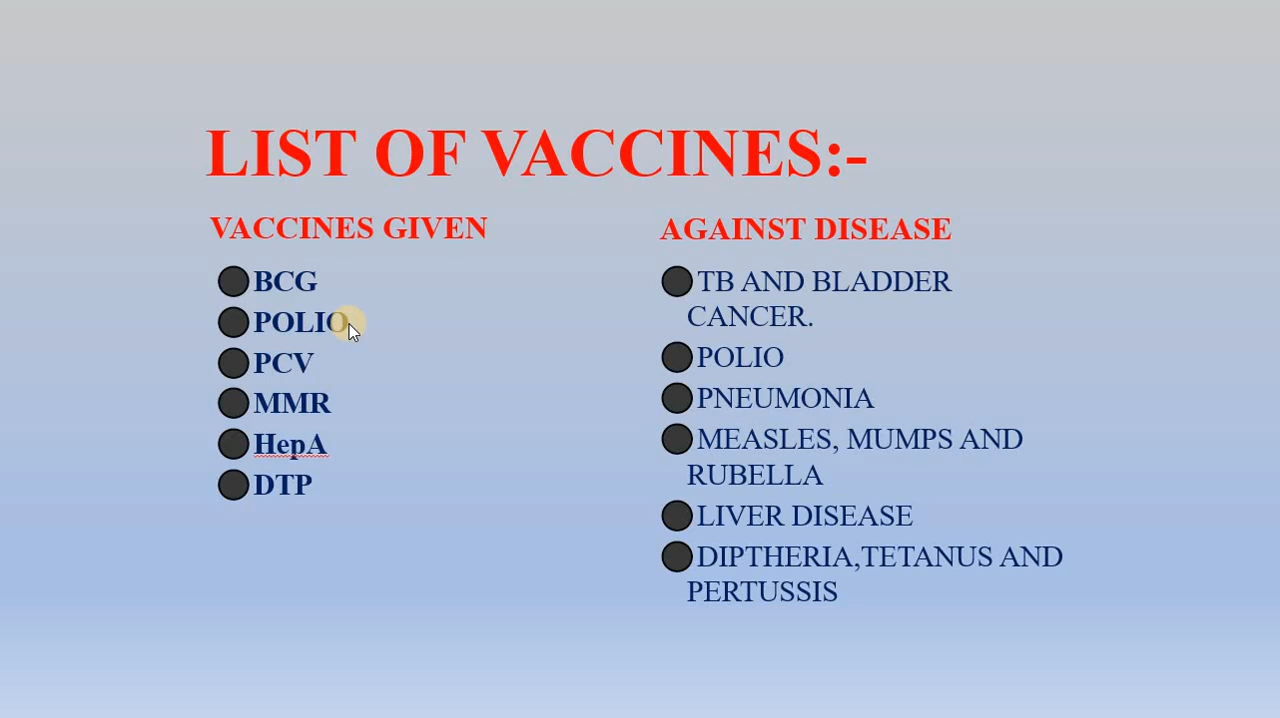 LIST OF VACCINES:-
VACCINES GIVEN
BCG
POLIO
PCV
MMR
HepA
DTP
AGAINST DISEASE
TB AND BLADDER
CANCER.
POLIO
PNEUMONIA
MEASLES, MUMPS AND
RUBELLA
LIVER DISEASE
DIPTHERIA,TETANUS AND
PERTUSSIS